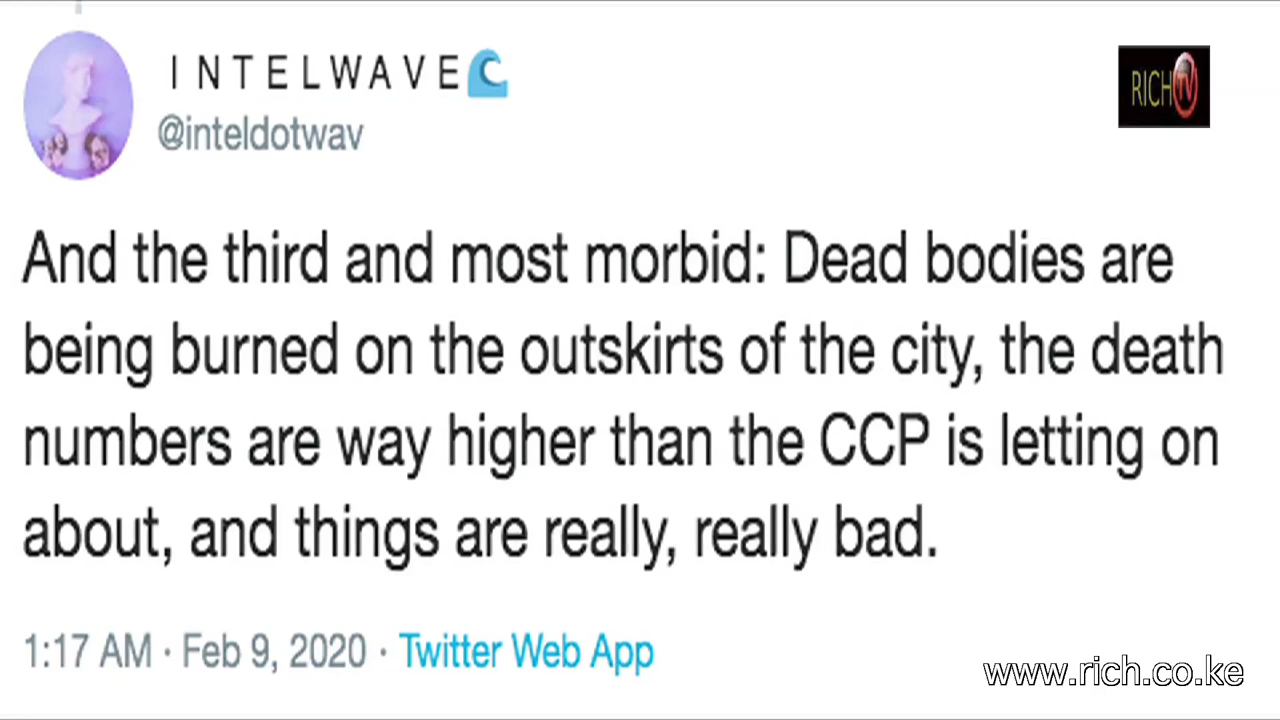 INTELWAVE🌊
@inteldotwav
RICH TV
And the third and most morbid: Dead bodies are
being burned on the outskirts of the city, the death
numbers are way higher than the CCP is letting on
about, and things are really, really bad.
1:17 AM · Feb 9, 2020 · Twitter Web App
www.rich.co.ke